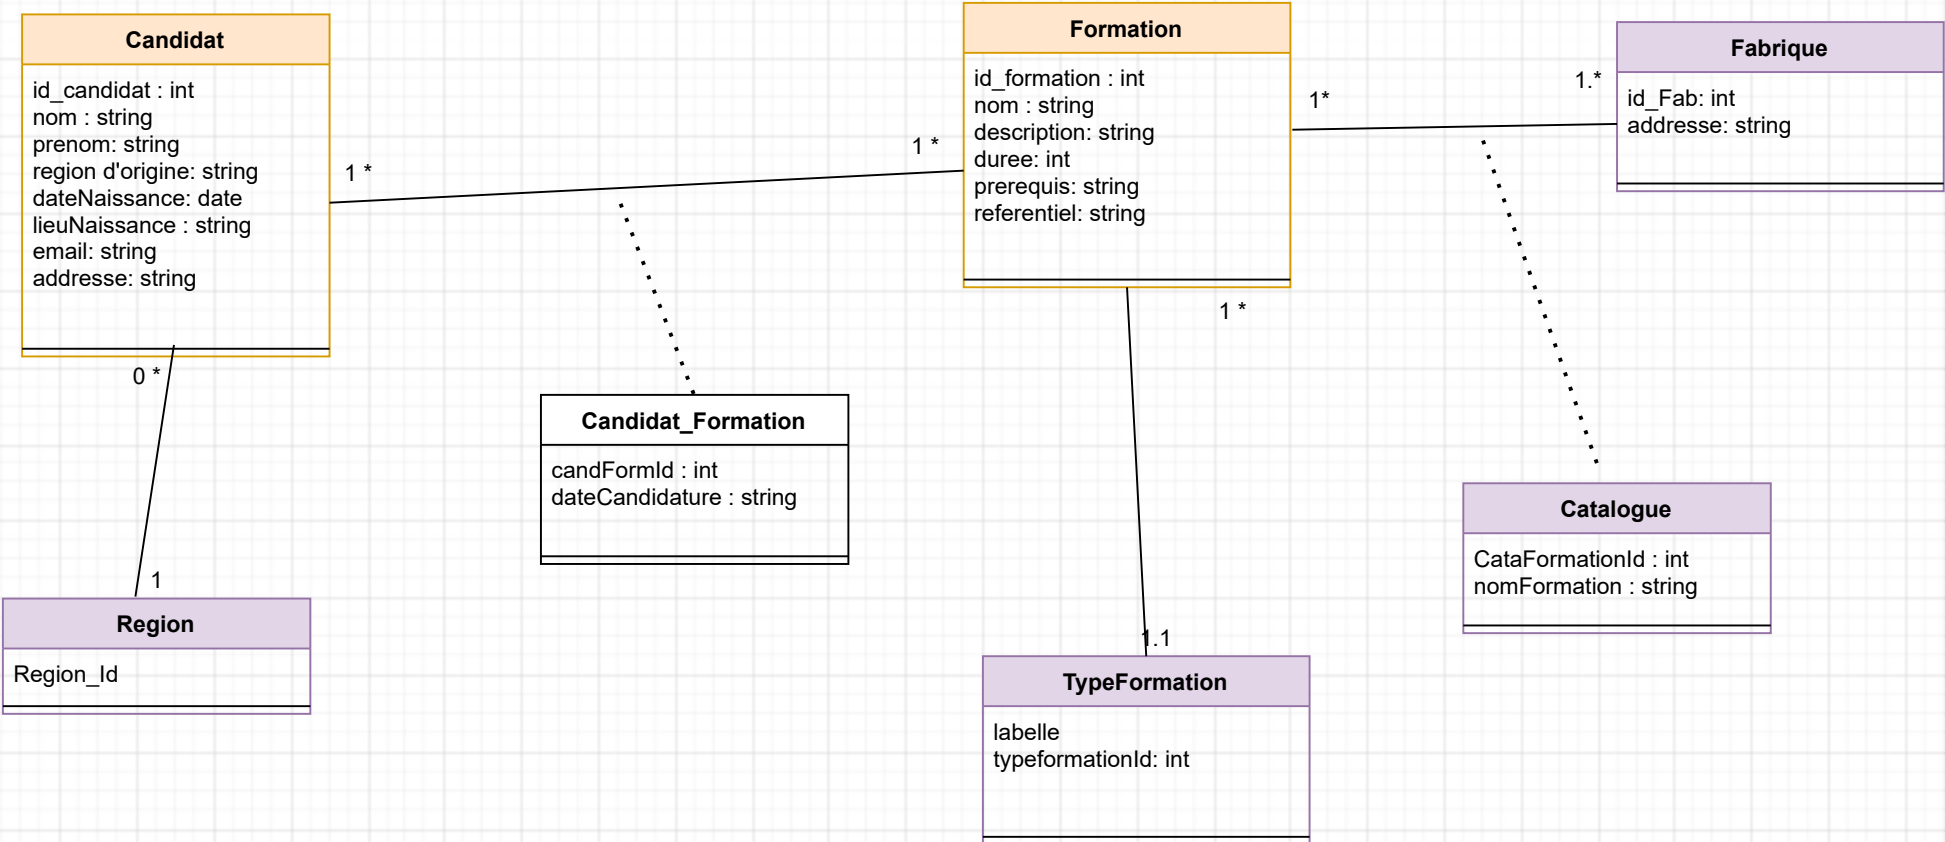 Candidat
id_candidat : int
nom : string
prenom: string
region d'origine: string
dateNaissance: date
lieuNaissance : string
email: string
addresse: string
1 *
1 *
0 *
1
Region
Region_Id
Candidat_Formation
candFormId : int
dateCandidature : string
Formation
id_formation : int
nom : string
description: string
duree: int
prerequis: string
referentiel: string
1*
1.*
1 *
1.1
TypeFormation
labelle
typeformationId: int
Fabrique
id_Fab: int
addresse: string
Catalogue
CataFormationId : int
nomFormation : string